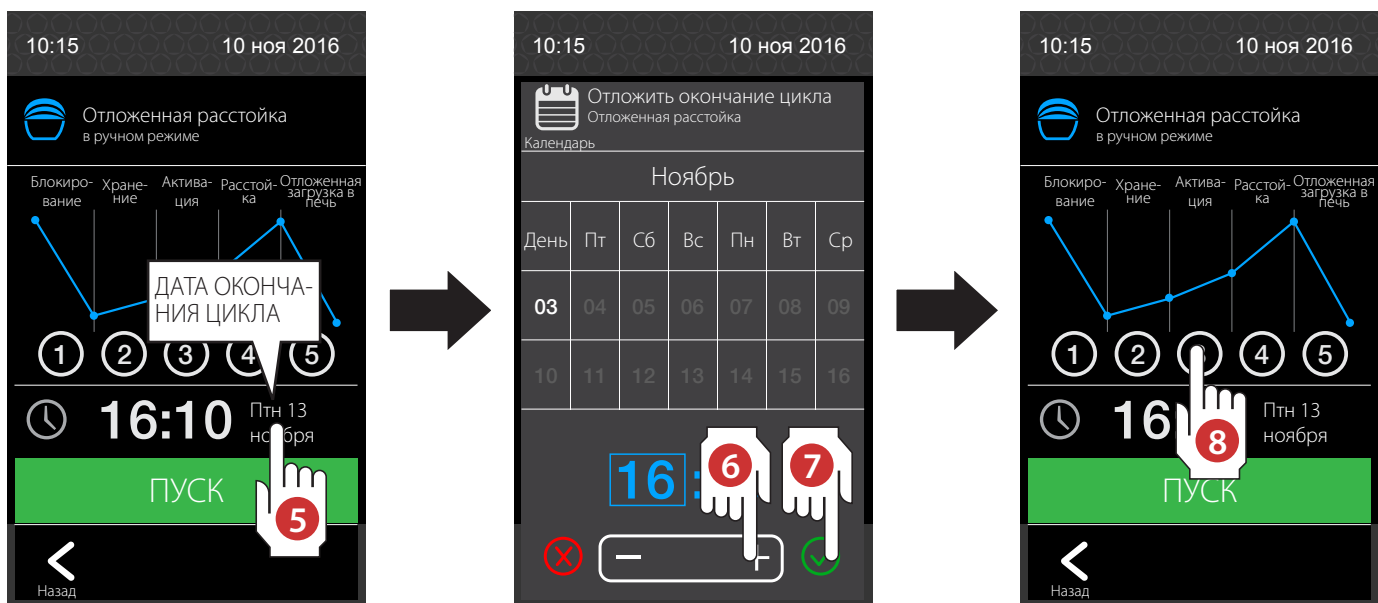 10:15 10 ноя 2016
Отложенная расстойка
в ручном режиме
Блокиро-
вание
Хране-
ние
Актива-
ция
Расстой-
ка
Отложенная
загрузка в
печь
ДАТА ОКОНЧА-
НИЯ ЦИКЛА
1 2 3 4 5
16:10
Птн 13
ноября
ПУСК
5
Назад
10:15 10 ноя 2016
Отложить окончание цикла
Отложенная расстойка
Календарь
Ноябрь
День Пт Сб Вс Пн Вт Ср
03 04 05 06 07 08 09
10 11 12 13 14 15 16
16:
6 7
− +
10:15 10 ноя 2016
Отложенная расстойка
в ручном режиме
Блокиро-
вание
Хране-
ние
Актива-
ция
Расстой-
ка
Отложенная
загрузка в
печь
1 2 3 4 5
16
Птн 13
ноября
8
ПУСК
Назад